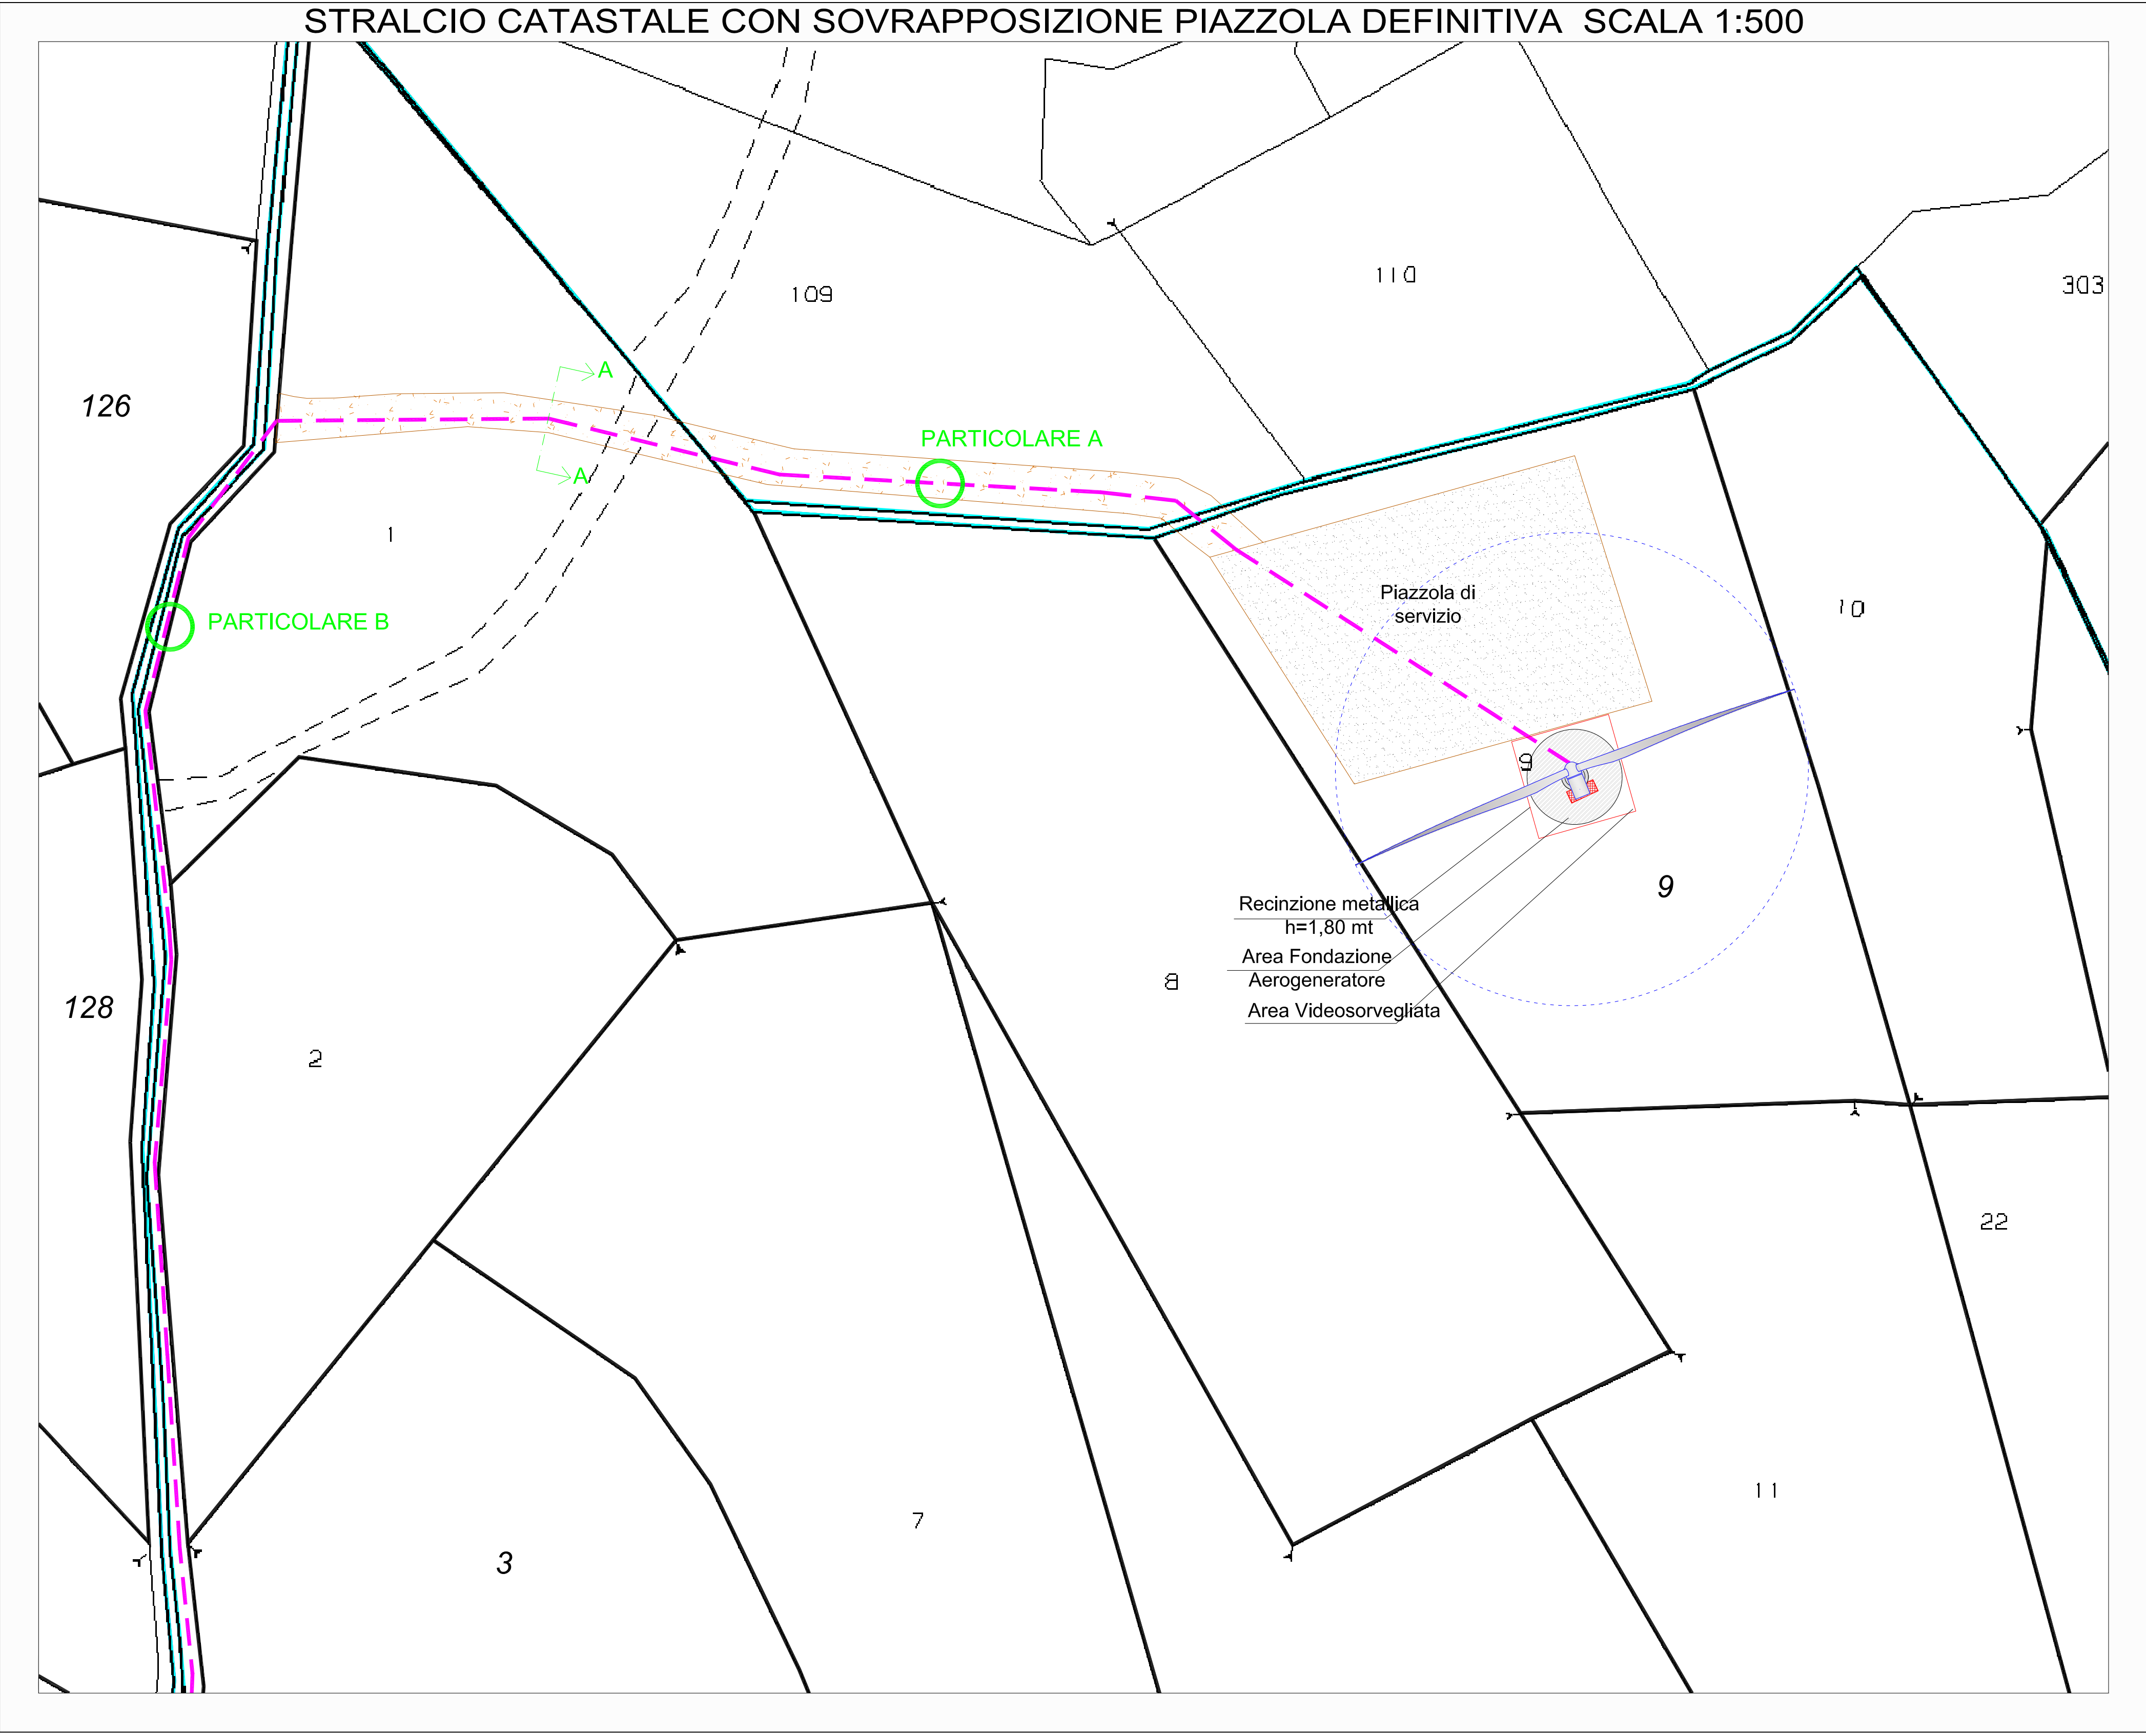 STRALCIO CATASTALE CON SOVRAPPOSIZIONE PIAZZOLA DEFINITIVA  SCALA 1:500
303
110
109
A
126
PARTICOLARE A
A
1
Piazzola di
servizio
10
PARTICOLARE B
9
9
Recinzione metallica
h=1,80 mt
Area Fondazione
Aerogeneratore
8
128
Area Videosorvegliata
2
22
11
7
3